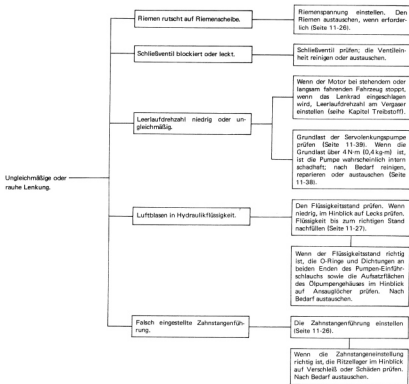 Riemen rutscht auf Riemenscheibe.
Riemenspannung einstellen. Den
Riemen austauschen, wenn erforder-
lich (Seite 11-26).
Schließventil blockiert oder leckt.
Schließventil prüfen; die Ventilein-
heit reinigen oder austauschen.
Ungleichmäßige oder
rauhe Lenkung.
Leerlaufdrehzahl niedrig oder un-
gleichmäßig.
Wenn der Motor bei stehendem oder
langsam fahrenden Fahrzeug stoppt,
wenn das Lenkrad eingeschlagen
wird, Leerlaufdrehzahl am Vergaser
einstellen (seihe Kapitel Treibstoff).
Grundlast der Servolenkungspumpe
prüfen (Seite 11-39). Wenn die
Grundlast über 4 N·m (0,4 kg-m) ist,
ist die Pumpe wahrscheinlich intern
schadhaft; nach Bedarf reinigen,
reparieren oder austauschen (Seite
11-38).
Luftblasen in Hydraulikflüssigkeit.
Den Flüssigkeitsstand prüfen. Wenn
niedrig, im Hinblick auf Lecks prüfen.
Flüssigkeit bis zum richtigen Stand
nachfüllen (Seite 11-27).
Wenn der Flüssigkeitsstand richtig
ist, die O-Ringe und Dichtungen an
beiden Enden des Pumpen-Einführ-
schlauchs sowie die Aufsatzflächen
des Ölpumpengehäuses im Hinblick
auf Ansauglöcher prüfen. Nach
Bedarf austauschen.
Falsch eingestellte Zahnstangenfüh-
rung.
Die Zahnstangenführung einstellen
(Seite 11-26).
Wenn die Zahnstangeneinstellung
richtig ist, die Ritzellager im Hinblick
auf Verschleiß oder Schäden prüfen.
Nach Bedarf austauschen.